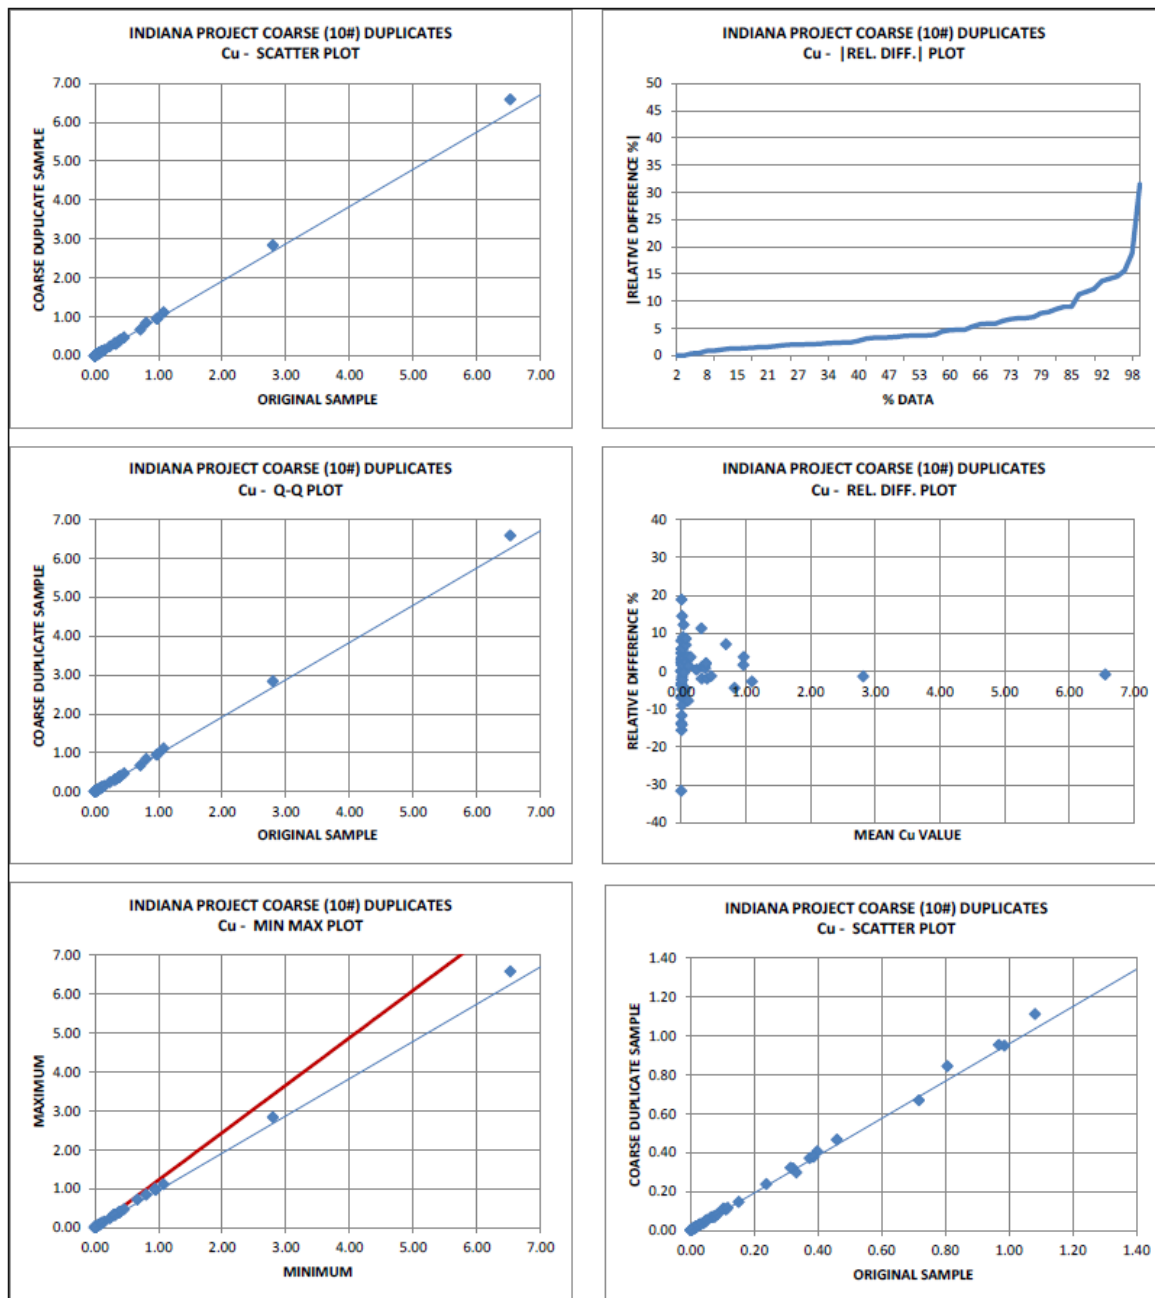 INDIANA PROJECT COARSE (10#) DUPLICATES
Cu - SCATTER PLOT
COARSE DUPLICATE SAMPLE
7.00
6.00
5.00
4.00
3.00
2.00
1.00
0.00
0.00 1.00 2.00 3.00 4.00 5.00 6.00 7.00
ORIGINAL SAMPLE
INDIANA PROJECT COARSE (10#) DUPLICATES
Cu - |REL. DIFF.| PLOT
|RELATIVE DIFFERENCE %|
50
45
40
35
30
25
20
15
10
5
0
2 8 15 21 27 34 40 47 53 60 66 73 79 85 92 98
% DATA
INDIANA PROJECT COARSE (10#) DUPLICATES
Cu - Q-Q PLOT
COARSE DUPLICATE SAMPLE
7.00
6.00
5.00
4.00
3.00
2.00
1.00
0.00
0.00 1.00 2.00 3.00 4.00 5.00 6.00 7.00
ORIGINAL SAMPLE
INDIANA PROJECT COARSE (10#) DUPLICATES
Cu - REL. DIFF. PLOT
RELATIVE DIFFERENCE %
40
30
20
10
0
-10
-20
-30
-40
0.00 1.00 2.00 3.00 4.00 5.00 6.00 7.00
MEAN Cu VALUE
INDIANA PROJECT COARSE (10#) DUPLICATES
Cu - MIN MAX PLOT
MAXIMUM
7.00
6.00
5.00
4.00
3.00
2.00
1.00
0.00
0.00 1.00 2.00 3.00 4.00 5.00 6.00 7.00
MINIMUM
INDIANA PROJECT COARSE (10#) DUPLICATES
Cu - SCATTER PLOT
COARSE DUPLICATE SAMPLE
1.40
1.20
1.00
0.80
0.60
0.40
0.20
0.00
0.00 0.20 0.40 0.60 0.80 1.00 1.20 1.40
ORIGINAL SAMPLE